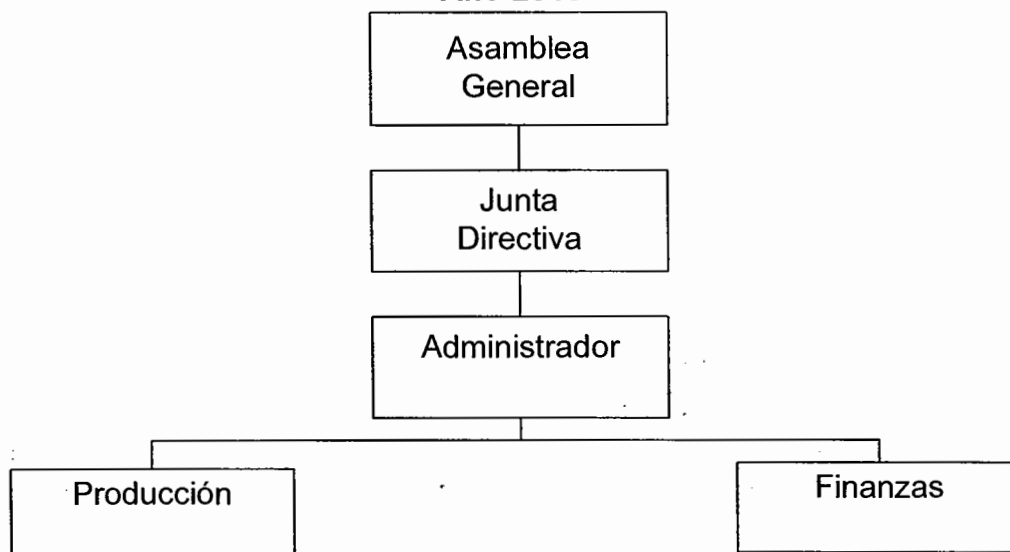 Asamblea
General
Junta
Directiva
Administrador
Producción
Finanzas